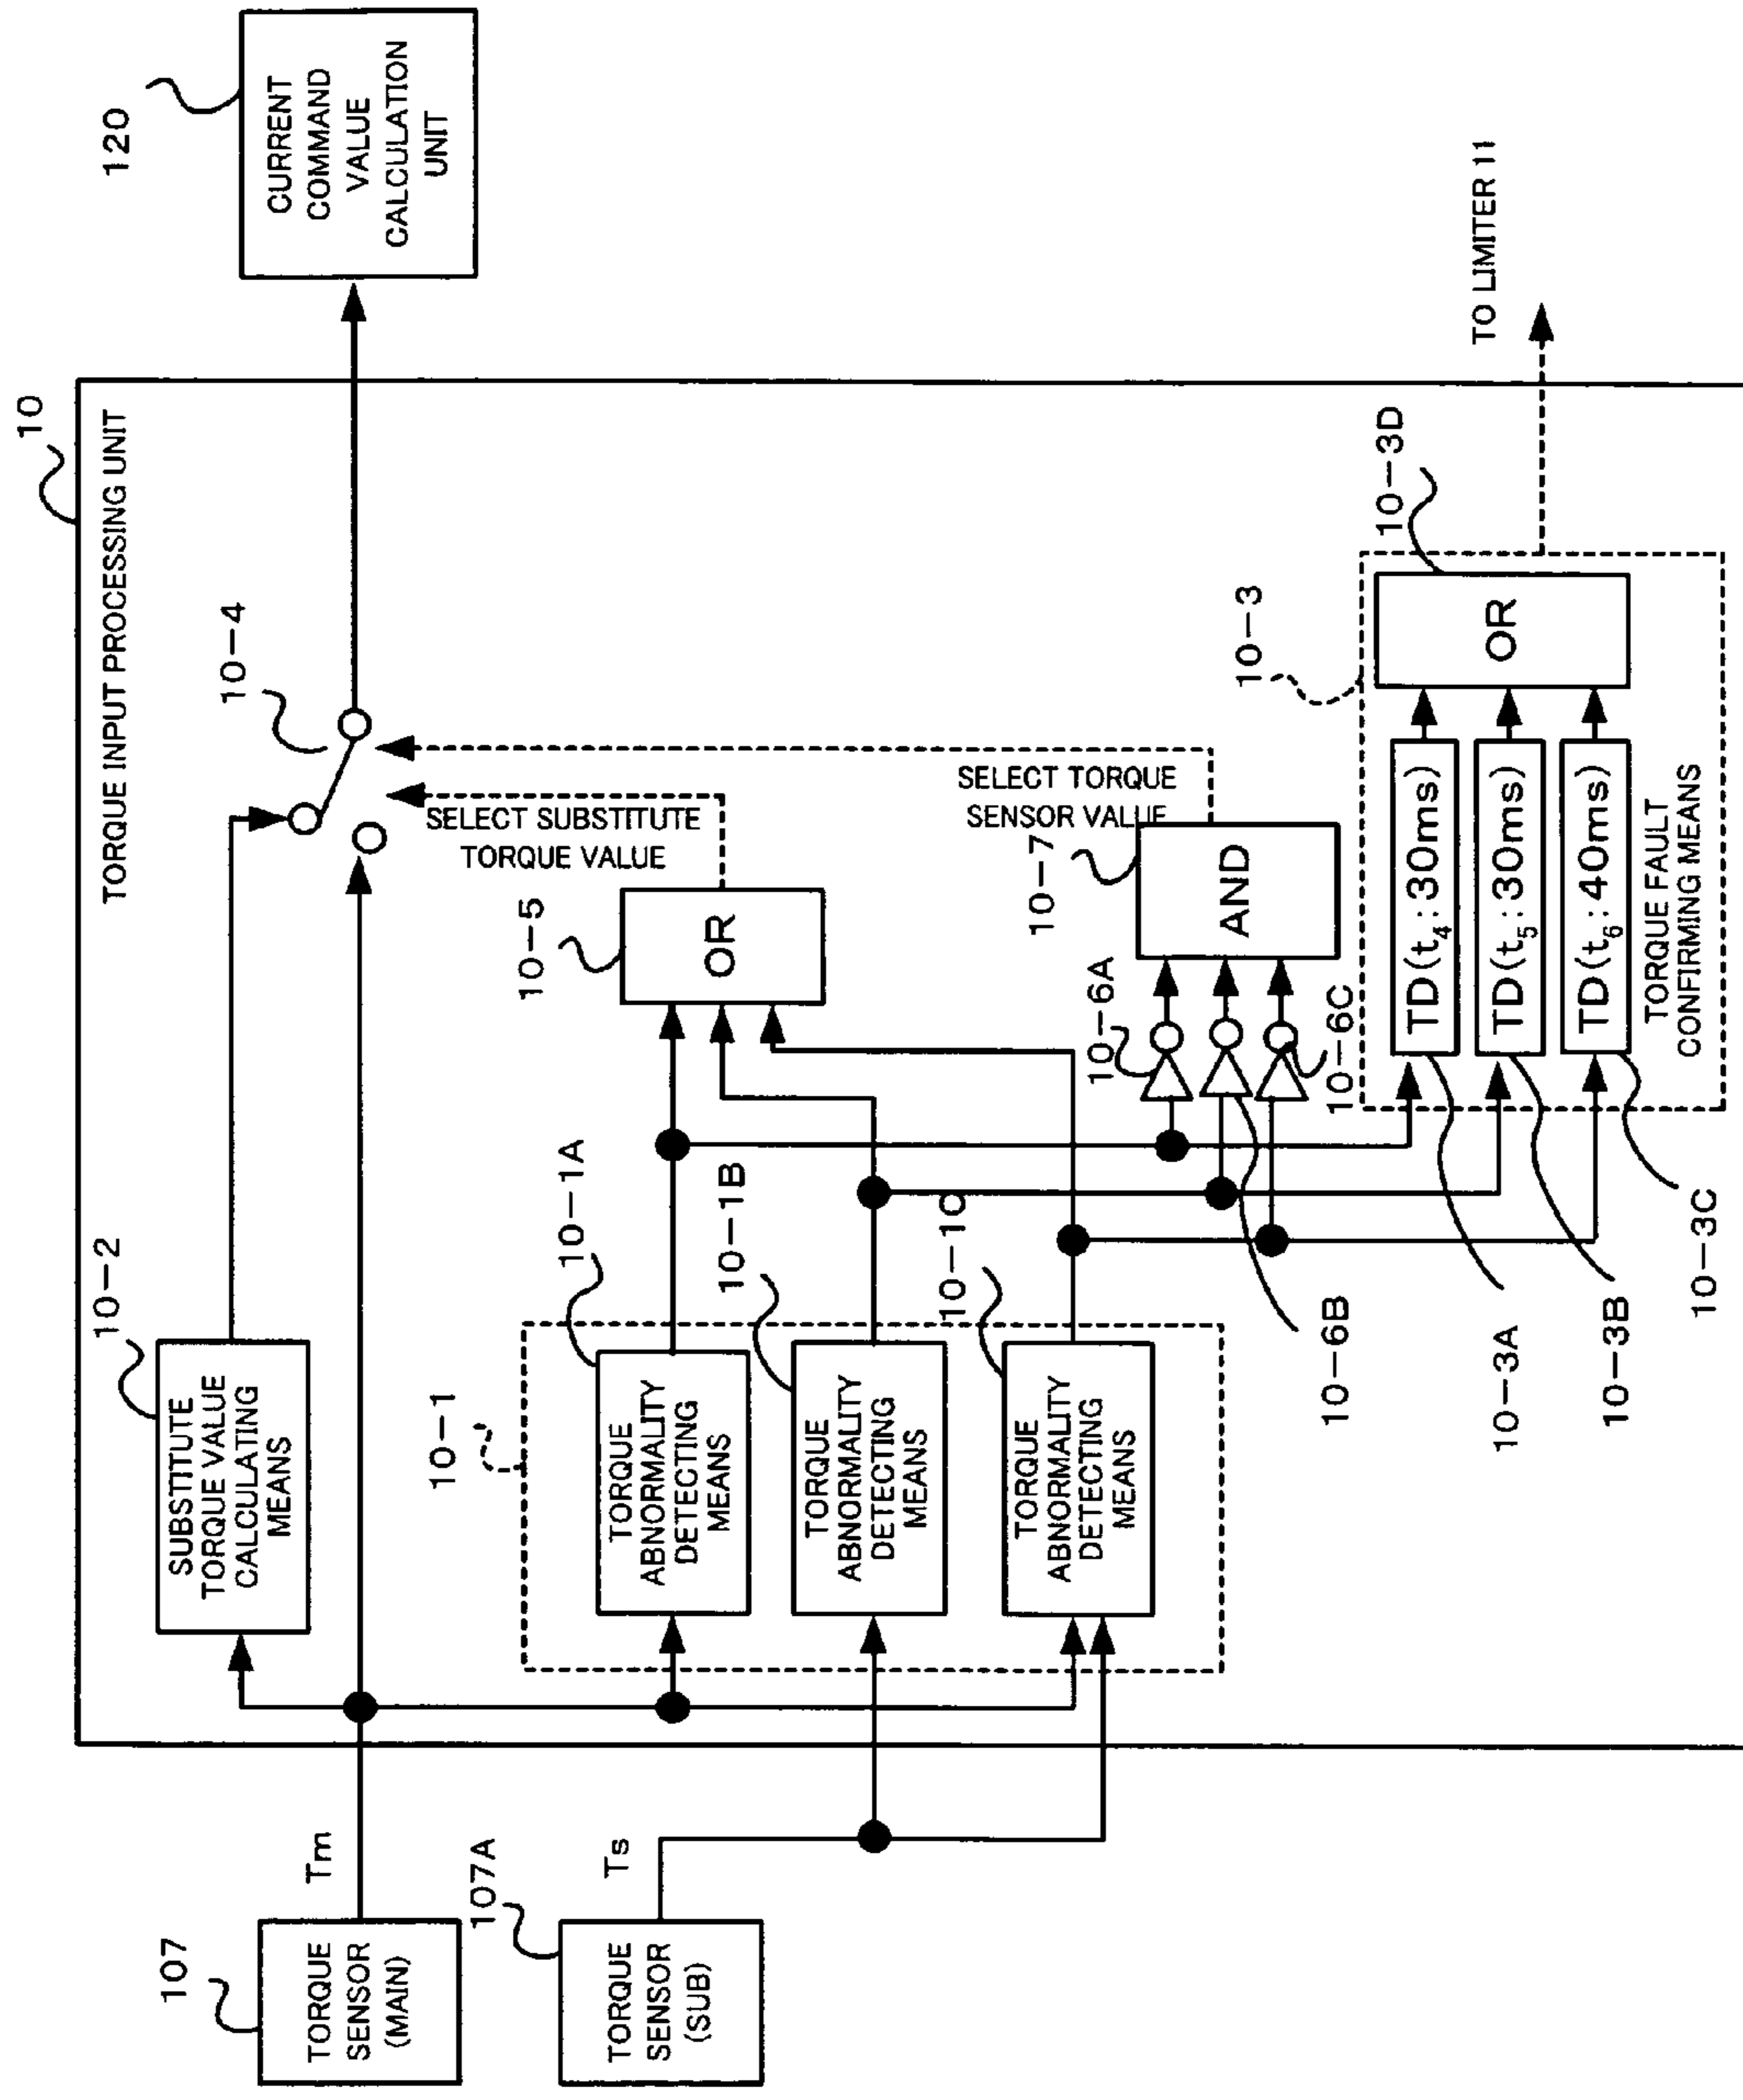 10
TORQUE INPUT PROCESSING UNIT
107
TORQUE
SENSOR
(MAIN)
Tm
107A
TORQUE
SENSOR
(SUB)
Ts
10-2
SUBSTITUTE
TORQUE VALUE
CALCULATING
MEANS
10-4
120
CURRENT
COMMAND
VALUE
CALCULATION
UNIT
10-1
10-1A
TORQUE
ABNORMALITY
DETECTING
MEANS
10-1B
TORQUE
ABNORMALITY
DETECTING
MEANS
10-1C
TORQUE
ABNORMALITY
DETECTING
MEANS
10-5
OR
SELECT SUBSTITUTE
TORQUE VALUE
SELECT TORQUE
SENSOR VALUE
10-7
AND
10-6A
10-6B
10-6C
10-3
10-3D
OR
TD(t4:30ms)
TD(t5:30ms)
TD(t6:40ms)
TORQUE FAULT
CONFIRMING MEANS
10-3A
10-3B
10-3C
TO LIMITER 11